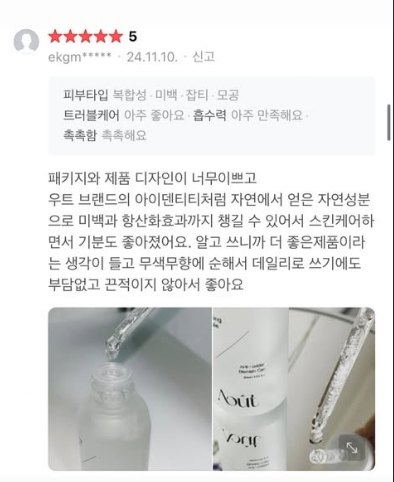 ★★★★★ 5
ekgm***** · 24.11.10. · 신고
피부타입 복합성 · 미백 · 잡티 · 모공
트러블케어 아주 좋아요 · 흡수력 아주 만족해요 ·
촉촉함 촉촉해요
패키지와 제품 디자인이 너무이쁘고
우트 브랜드의 아이덴티티처럼 자연에서 얻은 자연성분
으로 미백과 항산화효과까지 챙길 수 있어서 스킨케어하
면서 기분도 좋아졌어요. 알고 쓰니까 더 좋은제품이라
는 생각이 들고 무색무향에 순해서 데일리로 쓰기에도
부담없고 끈적이지 않아서 좋아요
Août
Août